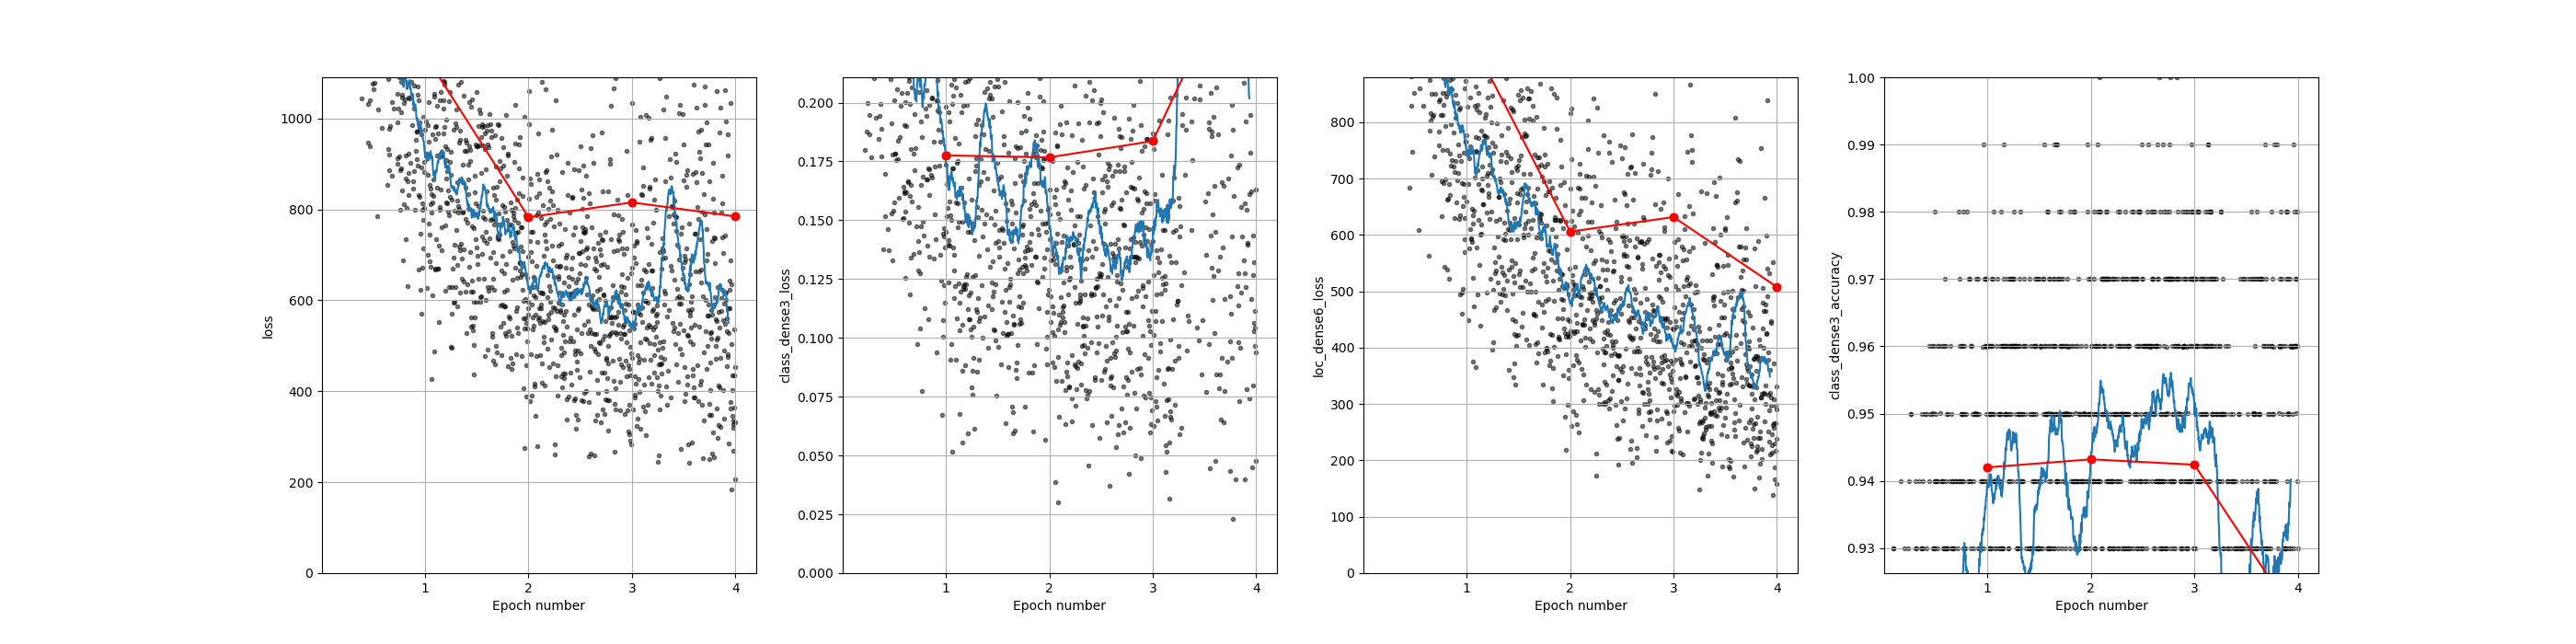 loss
1000
800
600
400
200
0
1 2 3 4
Epoch number
class_dense3_loss
0.200
0.175
0.150
0.125
0.100
0.075
0.050
0.025
0.000
1 2 3 4
Epoch number
loc_dense6_loss
800
700
600
500
400
300
200
100
0
1 2 3 4
Epoch number
class_dense3_accuracy
1.00
0.99
0.98
0.97
0.96
0.95
0.94
0.93
1 2 3 4
Epoch number